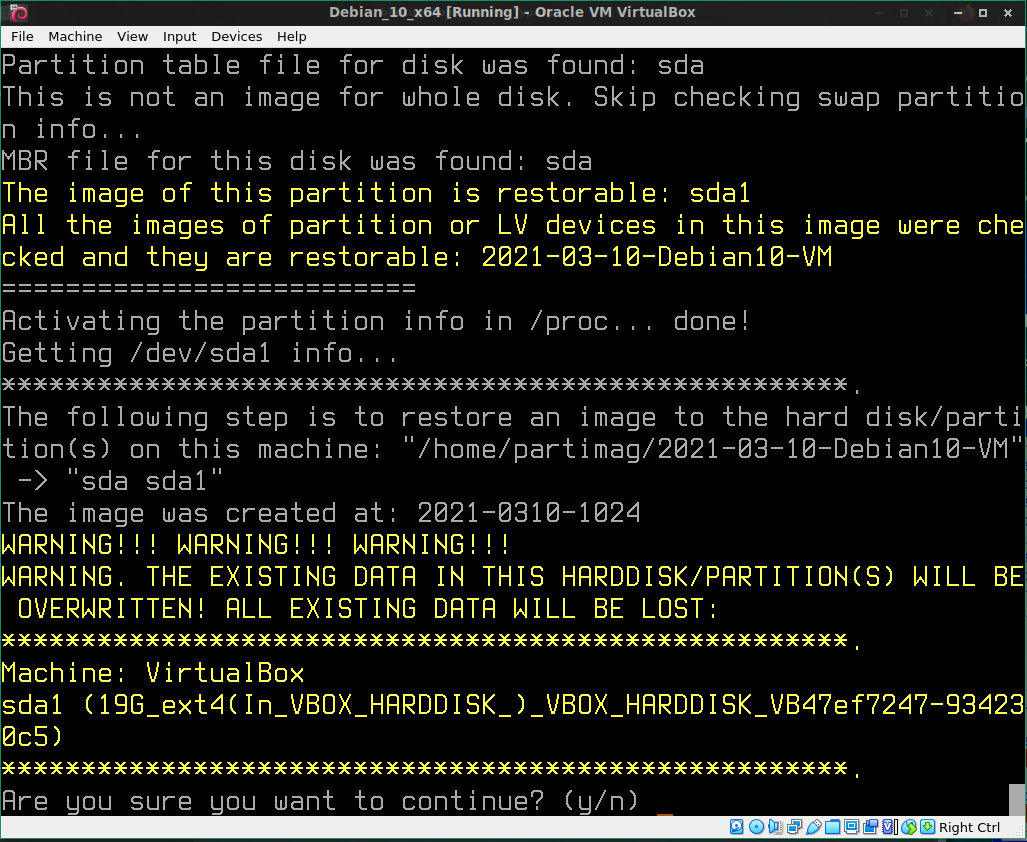 Debian_10_x64 [Running] - Oracle VM VirtualBox
File Machine View Input Devices Help
Partition table file for disk was found: sda
This is not an image for whole disk. Skip checking swap partitio
n info...
MBR file for this disk was found: sda
The image of this partition is restorable: sda1
All the images of partition or LV devices in this image were che
cked and they are restorable: 2021-03-10-Debian10-VM
==========================
Activating the partition info in /proc... done!
Getting /dev/sda1 info...
*****************************************************.
The following step is to restore an image to the hard disk/parti
tion(s) on this machine: "/home/partimag/2021-03-10-Debian10-VM"
 -> "sda sda1"
The image was created at: 2021-0310-1024
WARNING!!! WARNING!!! WARNING!!!
WARNING. THE EXISTING DATA IN THIS HARDDISK/PARTITION(S) WILL BE
 OVERWRITTEN! ALL EXISTING DATA WILL BE LOST:
*****************************************************.
Machine: VirtualBox
sda1 (19G_ext4(In_VBOX_HARDDISK_)_VBOX_HARDDISK_VB47ef7247-93423
0c5)
*****************************************************.
Are you sure you want to continue? (y/n)
Right Ctrl